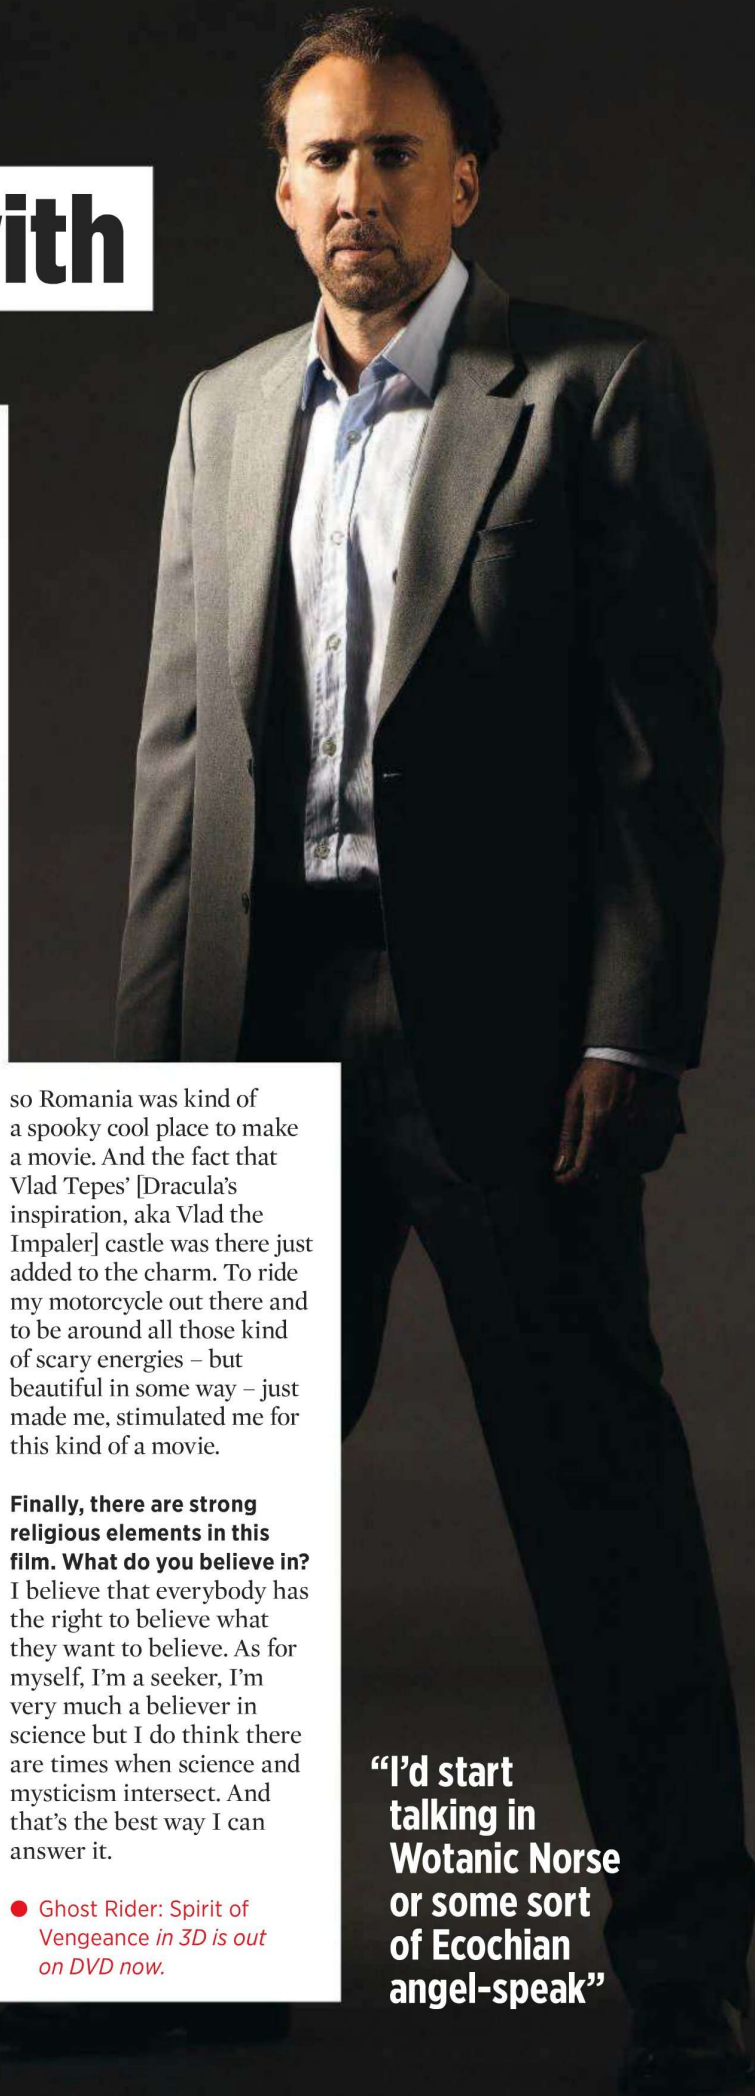 ith
so Romania was kind of
a spooky cool place to make
a movie. And the fact that
Vlad Tepes’ [Dracula’s
inspiration, aka Vlad the
Impaler] castle was there just
added to the charm. To ride
my motorcycle out there and
to be around all those kind
of scary energies – but
beautiful in some way – just
made me, stimulated me for
this kind of a movie.
Finally, there are strong
religious elements in this
film. What do you believe in?
I believe that everybody has
the right to believe what
they want to believe. As for
myself, I’m a seeker, I’m
very much a believer in
science but I do think there
are times when science and
mysticism intersect. And
that’s the best way I can
answer it.
● Ghost Rider: Spirit of
Vengeance in 3D is out
on DVD now.
“I’d start
talking in
Wotanic Norse
or some sort
of Ecochian
angel-speak”